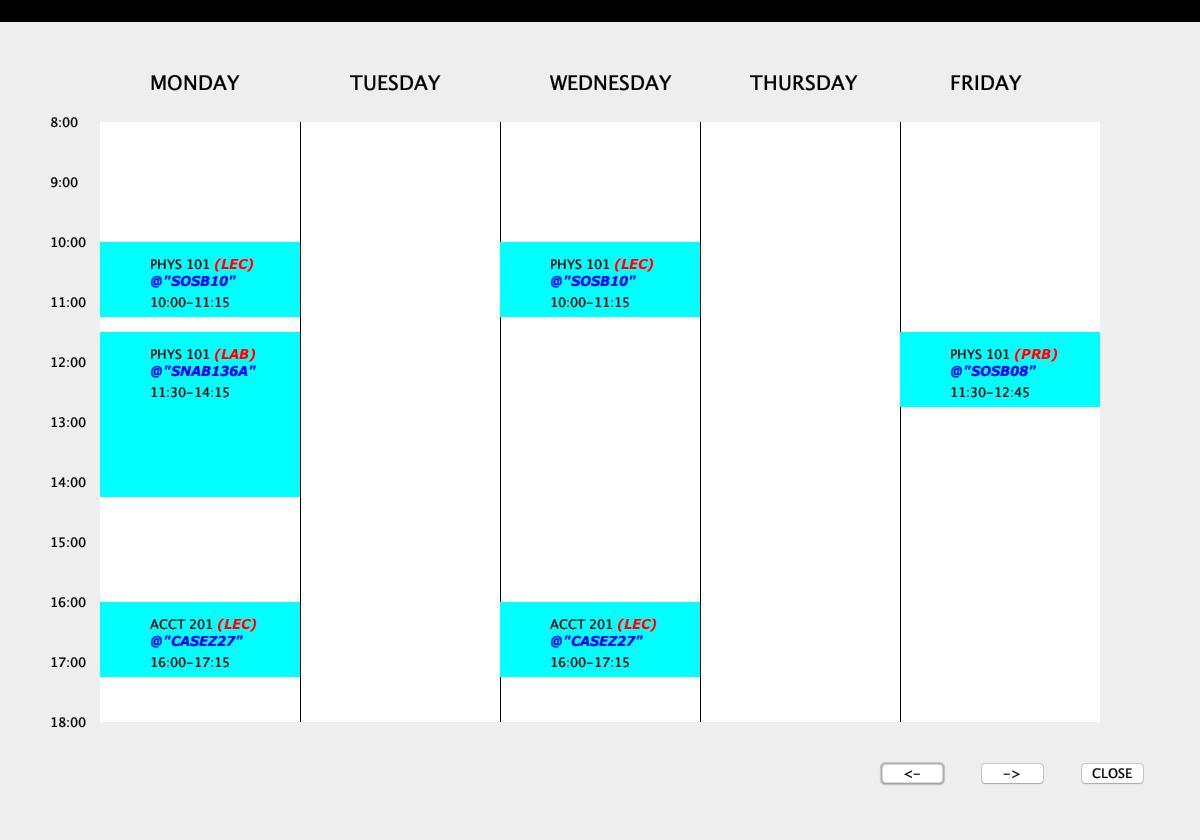 MONDAY TUESDAY WEDNESDAY THURSDAY FRIDAY
8:00
9:00
10:00
PHYS 101 (LEC) PHYS 101 (LEC)
@"SOSB10" @"SOSB10"
11:00 10:00-11:15 10:00-11:15
12:00 PHYS 101 (LAB) PHYS 101 (PRB)
@"SNAB136A" @"SOSB08"
11:30-14:15 11:30-12:45
13:00
14:00
15:00
16:00
ACCT 201 (LEC) ACCT 201 (LEC)
@"CASEZ27" @"CASEZ27"
17:00 16:00-17:15 16:00-17:15
18:00
<- -> CLOSE